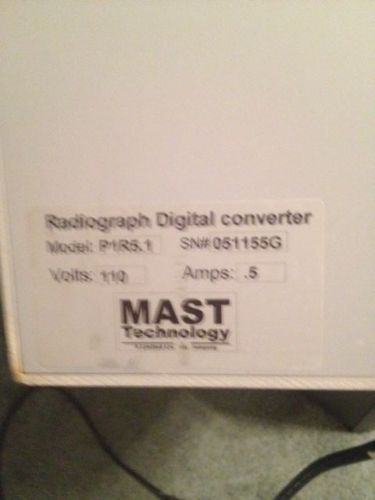 Radiograph Digital converter
Model: P1R5.1 SN# 051155G
Volts: 110 Amps: .5
MAST
Technology